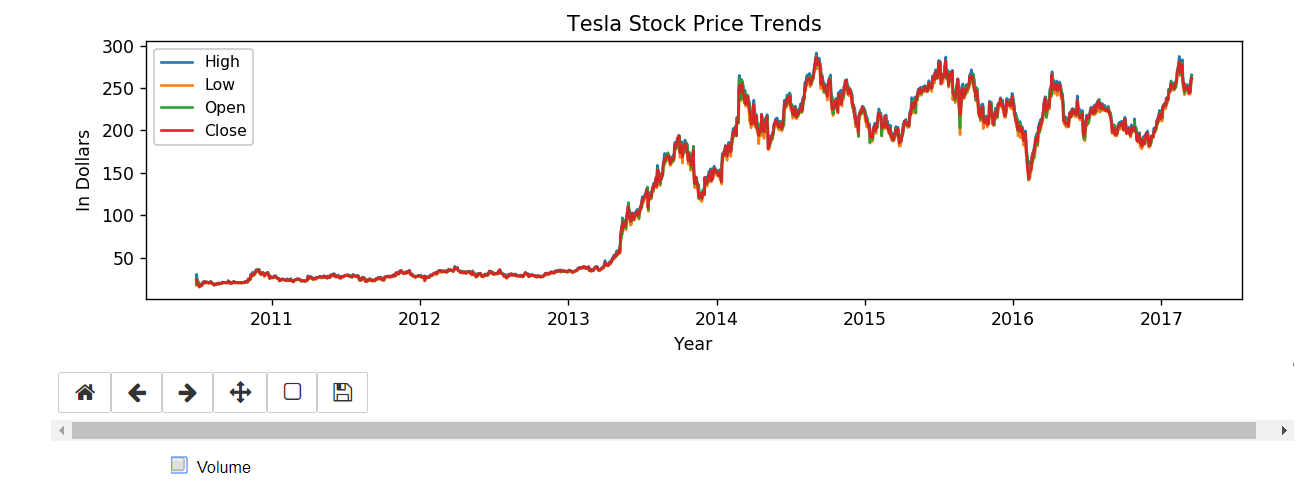 Tesla Stock Price Trends
300
250
200
150
100
50
In Dollars
High
Low
Open
Close
2011 2012 2013 2014 2015 2016 2017
Year
Volume